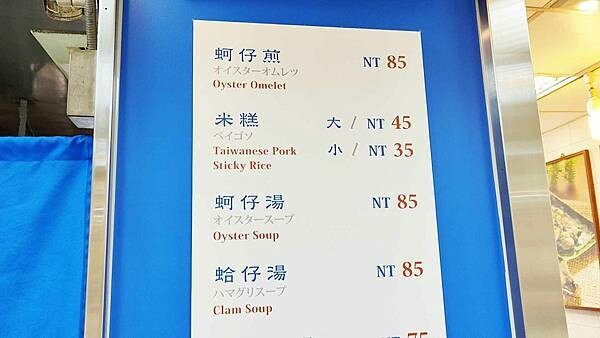 蚵仔煎 NT 85
オイスターオムレツ
Oyster Omelet
米糕 大 / NT 45
ベイゴソ
Taiwanese Pork 小 / NT 35
Sticky Rice
蚵仔湯 NT 85
オイスタースープ
Oyster Soup
蛤仔湯 NT 85
ハマグリスープ
Clam Soup